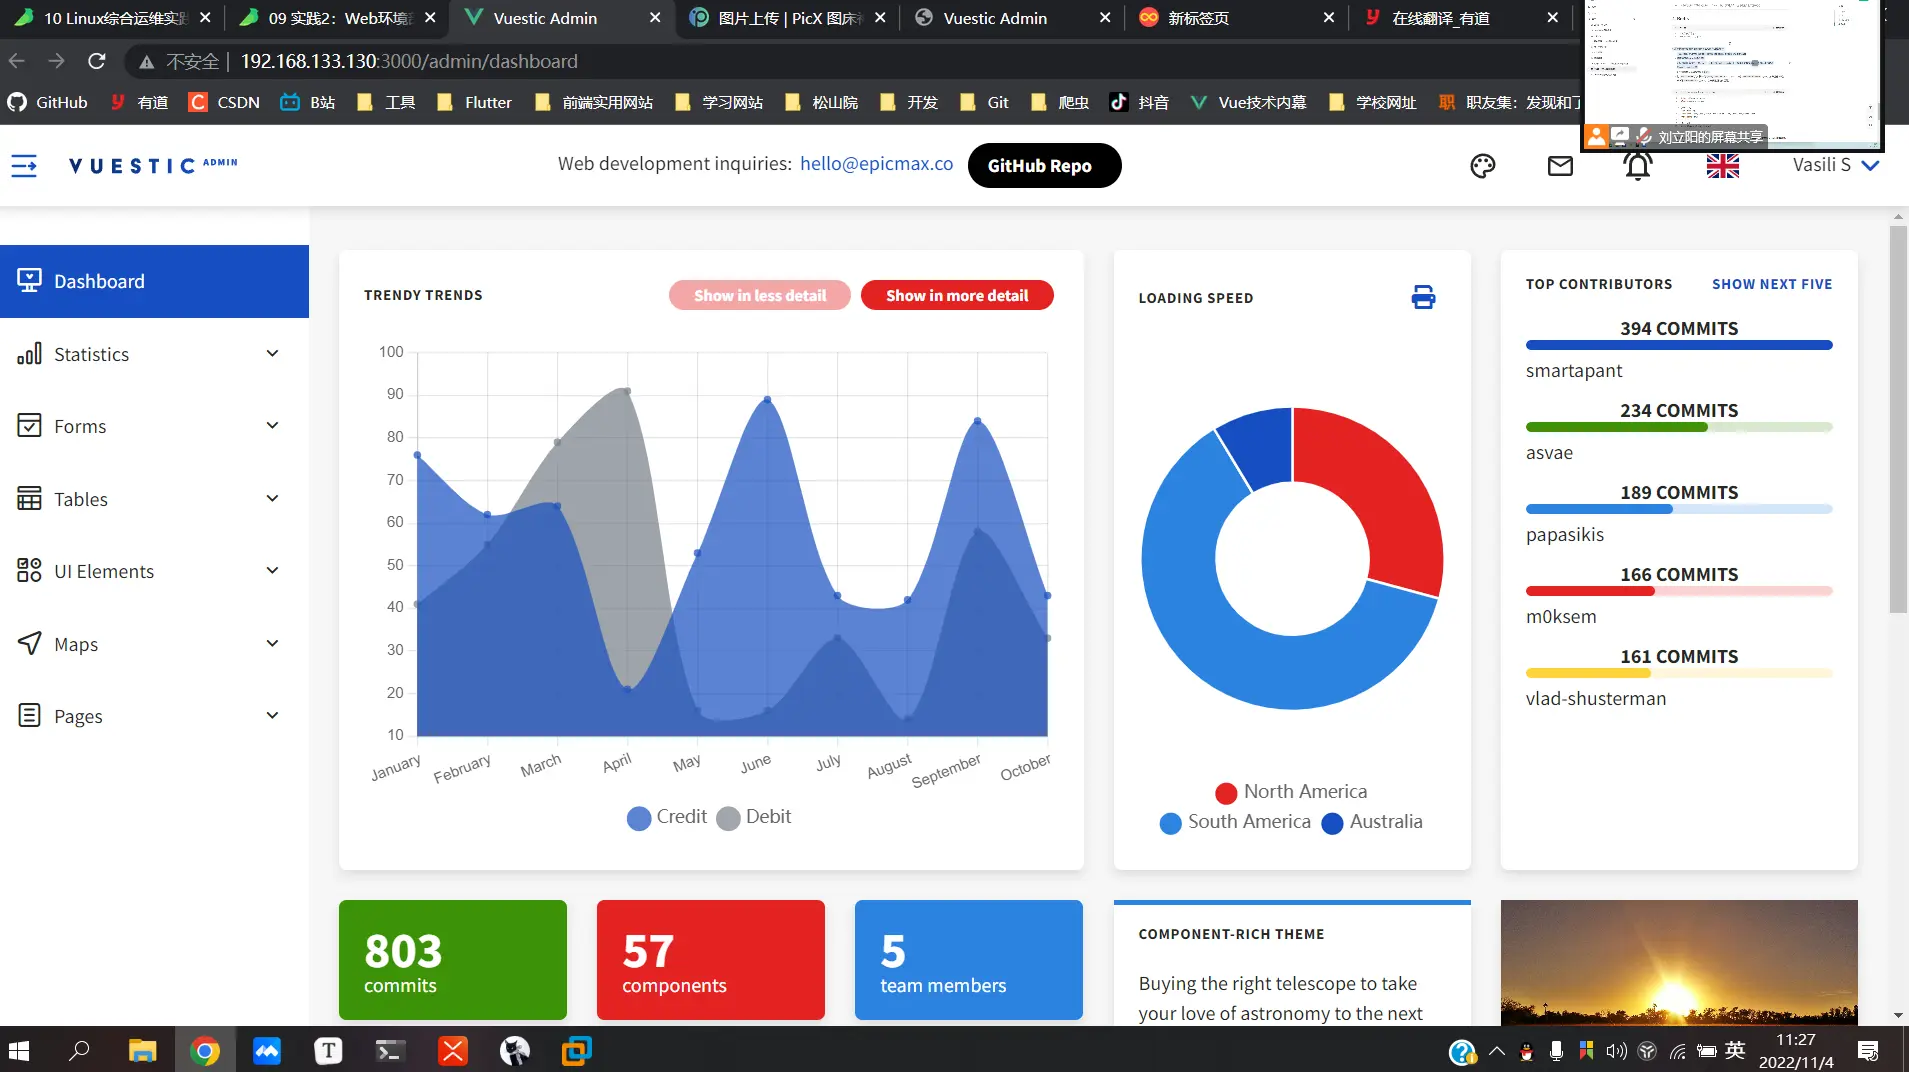 10 Linux综合运维实践
09 实践2：Web环境部
Vuestic Admin
图片上传 | PicX 图床
Vuestic Admin
新标签页
在线翻译_有道
不安全
192.168.133.130:3000/admin/dashboard
GitHub
有道
CSDN
B站
工具
Flutter
前端实用网站
学习网站
松山院
开发
Git
爬虫
抖音
Vue技术内幕
学校网址
职友集：发现和了
刘立阳的屏幕共享
VUESTIC ADMIN
Web development inquiries: hello@epicmax.co
GitHub Repo
Vasili S
Dashboard
Statistics
Forms
Tables
UI Elements
Maps
Pages
TRENDY TRENDS
Show in less detail
Show in more detail
100
90
80
70
60
50
40
30
20
10
January
February
March
April
May
June
July
August
September
October
Credit
Debit
LOADING SPEED
North America
South America
Australia
TOP CONTRIBUTORS
SHOW NEXT FIVE
394 COMMITS
smartapant
234 COMMITS
asvae
189 COMMITS
papasikis
166 COMMITS
m0ksem
161 COMMITS
vlad-shusterman
803
commits
57
components
5
team members
COMPONENT-RICH THEME
Buying the right telescope to take
your love of astronomy to the next
英
11:27
2022/11/4